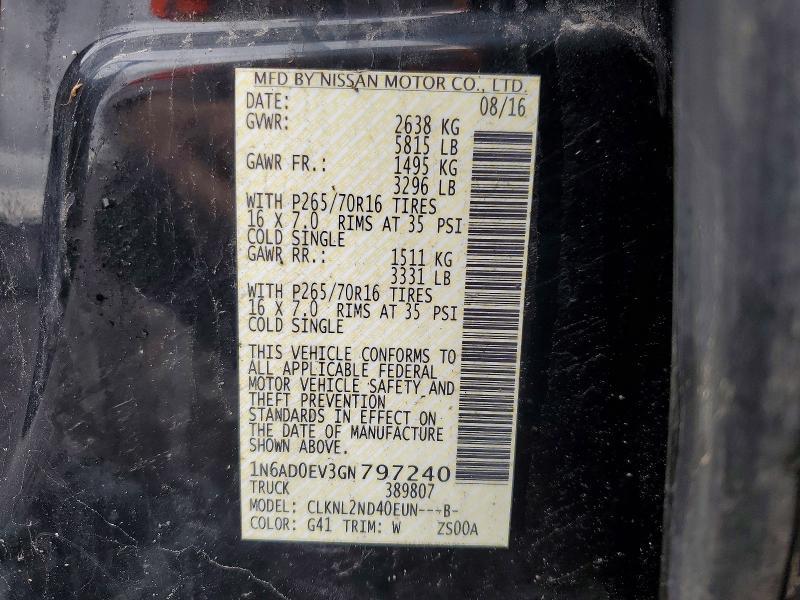 MFD BY NISSAN MOTOR CO., LTD.
DATE: 08/16
GVWR: 2638 KG
5815 LB
GAWR FR.: 1495 KG
3296 LB
WITH P265/70R16 TIRES
16 X 7.0 RIMS AT 35 PSI
COLD SINGLE
GAWR RR.: 1511 KG
3331 LB
WITH P265/70R16 TIRES
16 X 7.0 RIMS AT 35 PSI
COLD SINGLE
THIS VEHICLE CONFORMS TO
ALL APPLICABLE FEDERAL
MOTOR VEHICLE SAFETY AND
THEFT PREVENTION
STANDARDS IN EFFECT ON
THE DATE OF MANUFACTURE
SHOWN ABOVE.
1N6AD0EV3GN797240
TRUCK 389807
MODEL: CLKNL2ND40EUN----B-
COLOR: G41 TRIM: W ZS00A